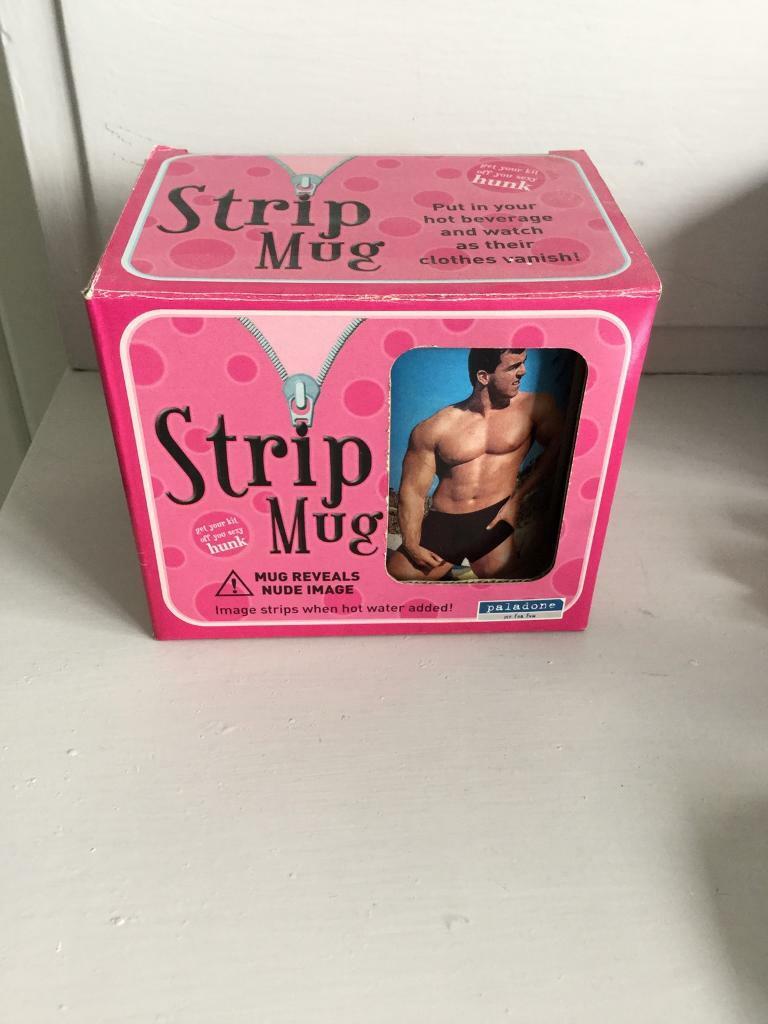 Strip
Mug
get your kit
off you sexy
hunk
Put in your
hot beverage
and watch
as their
clothes vanish!
Strip
Mug
get your kit
off you sexy
hunk
MUG REVEALS
NUDE IMAGE
Image strips when hot water added!
paladone